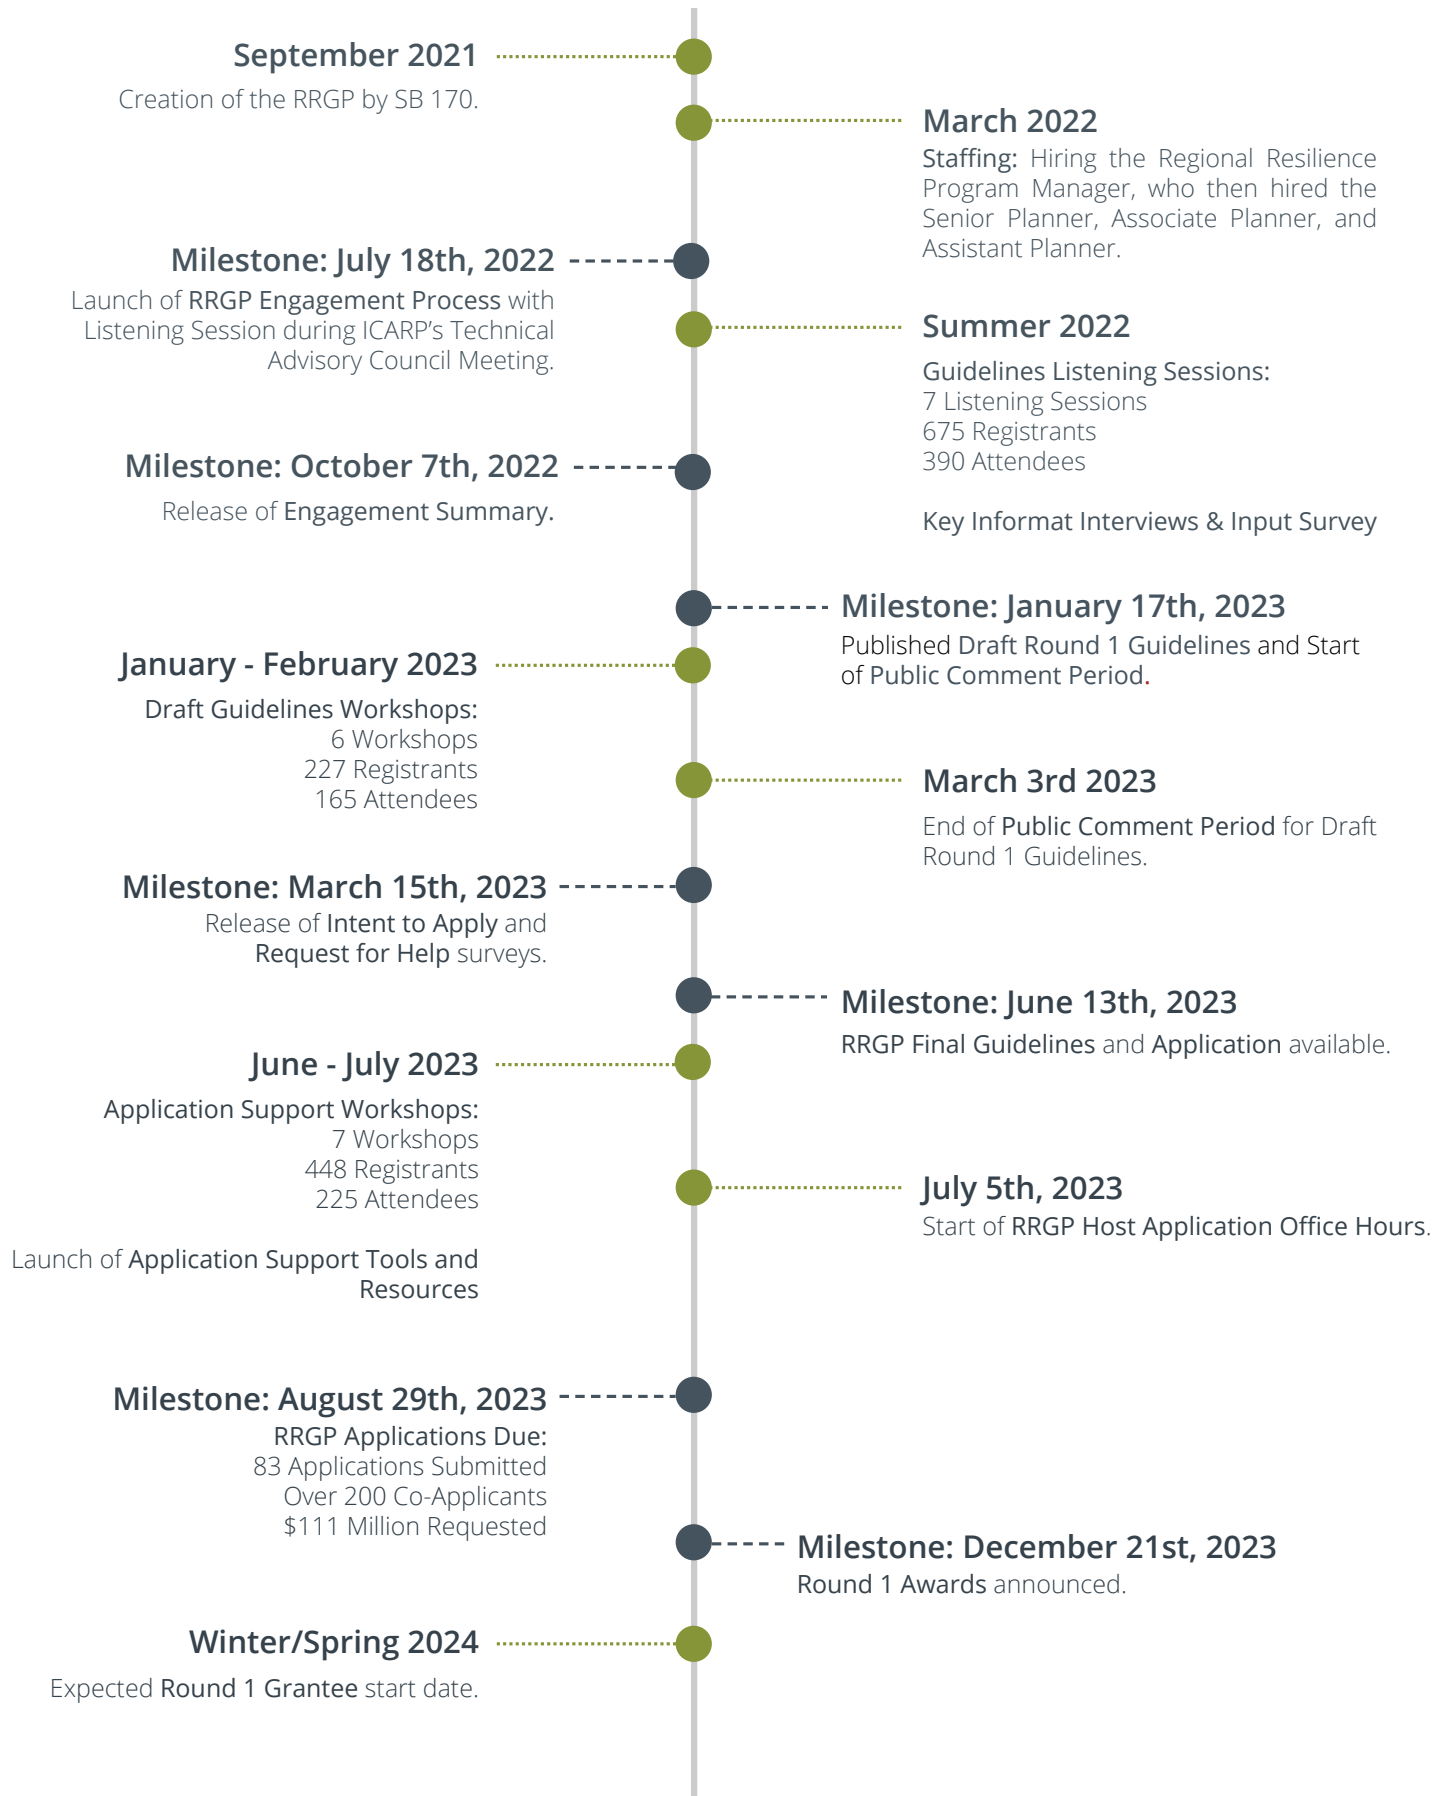 September 2021
Creation of the RRGP by SB 170.
March 2022
Staffing: Hiring the Regional Resilience
Program Manager, who then hired the
Senior Planner, Associate Planner, and
Assistant Planner.
Milestone: July 18th, 2022
Launch of RRGP Engagement Process with
Listening Session during ICARP’s Technical
Advisory Council Meeting.
Summer 2022
Guidelines Listening Sessions:
7 Listening Sessions
675 Registrants
390 Attendees
Key Informat Interviews & Input Survey
Milestone: October 7th, 2022
Release of Engagement Summary.
Milestone: January 17th, 2023
Published Draft Round 1 Guidelines and Start
of Public Comment Period.
January - February 2023
Draft Guidelines Workshops:
6 Workshops
227 Registrants
165 Attendees
March 3rd 2023
End of Public Comment Period for Draft
Round 1 Guidelines.
Milestone: March 15th, 2023
Release of Intent to Apply and
Request for Help surveys.
Milestone: June 13th, 2023
RRGP Final Guidelines and Application available.
June - July 2023
Application Support Workshops:
7 Workshops
448 Registrants
225 Attendees
Launch of Application Support Tools and
Resources
July 5th, 2023
Start of RRGP Host Application Office Hours.
Milestone: August 29th, 2023
RRGP Applications Due:
83 Applications Submitted
Over 200 Co-Applicants
$111 Million Requested
Milestone: December 21st, 2023
Round 1 Awards announced.
Winter/Spring 2024
Expected Round 1 Grantee start date.